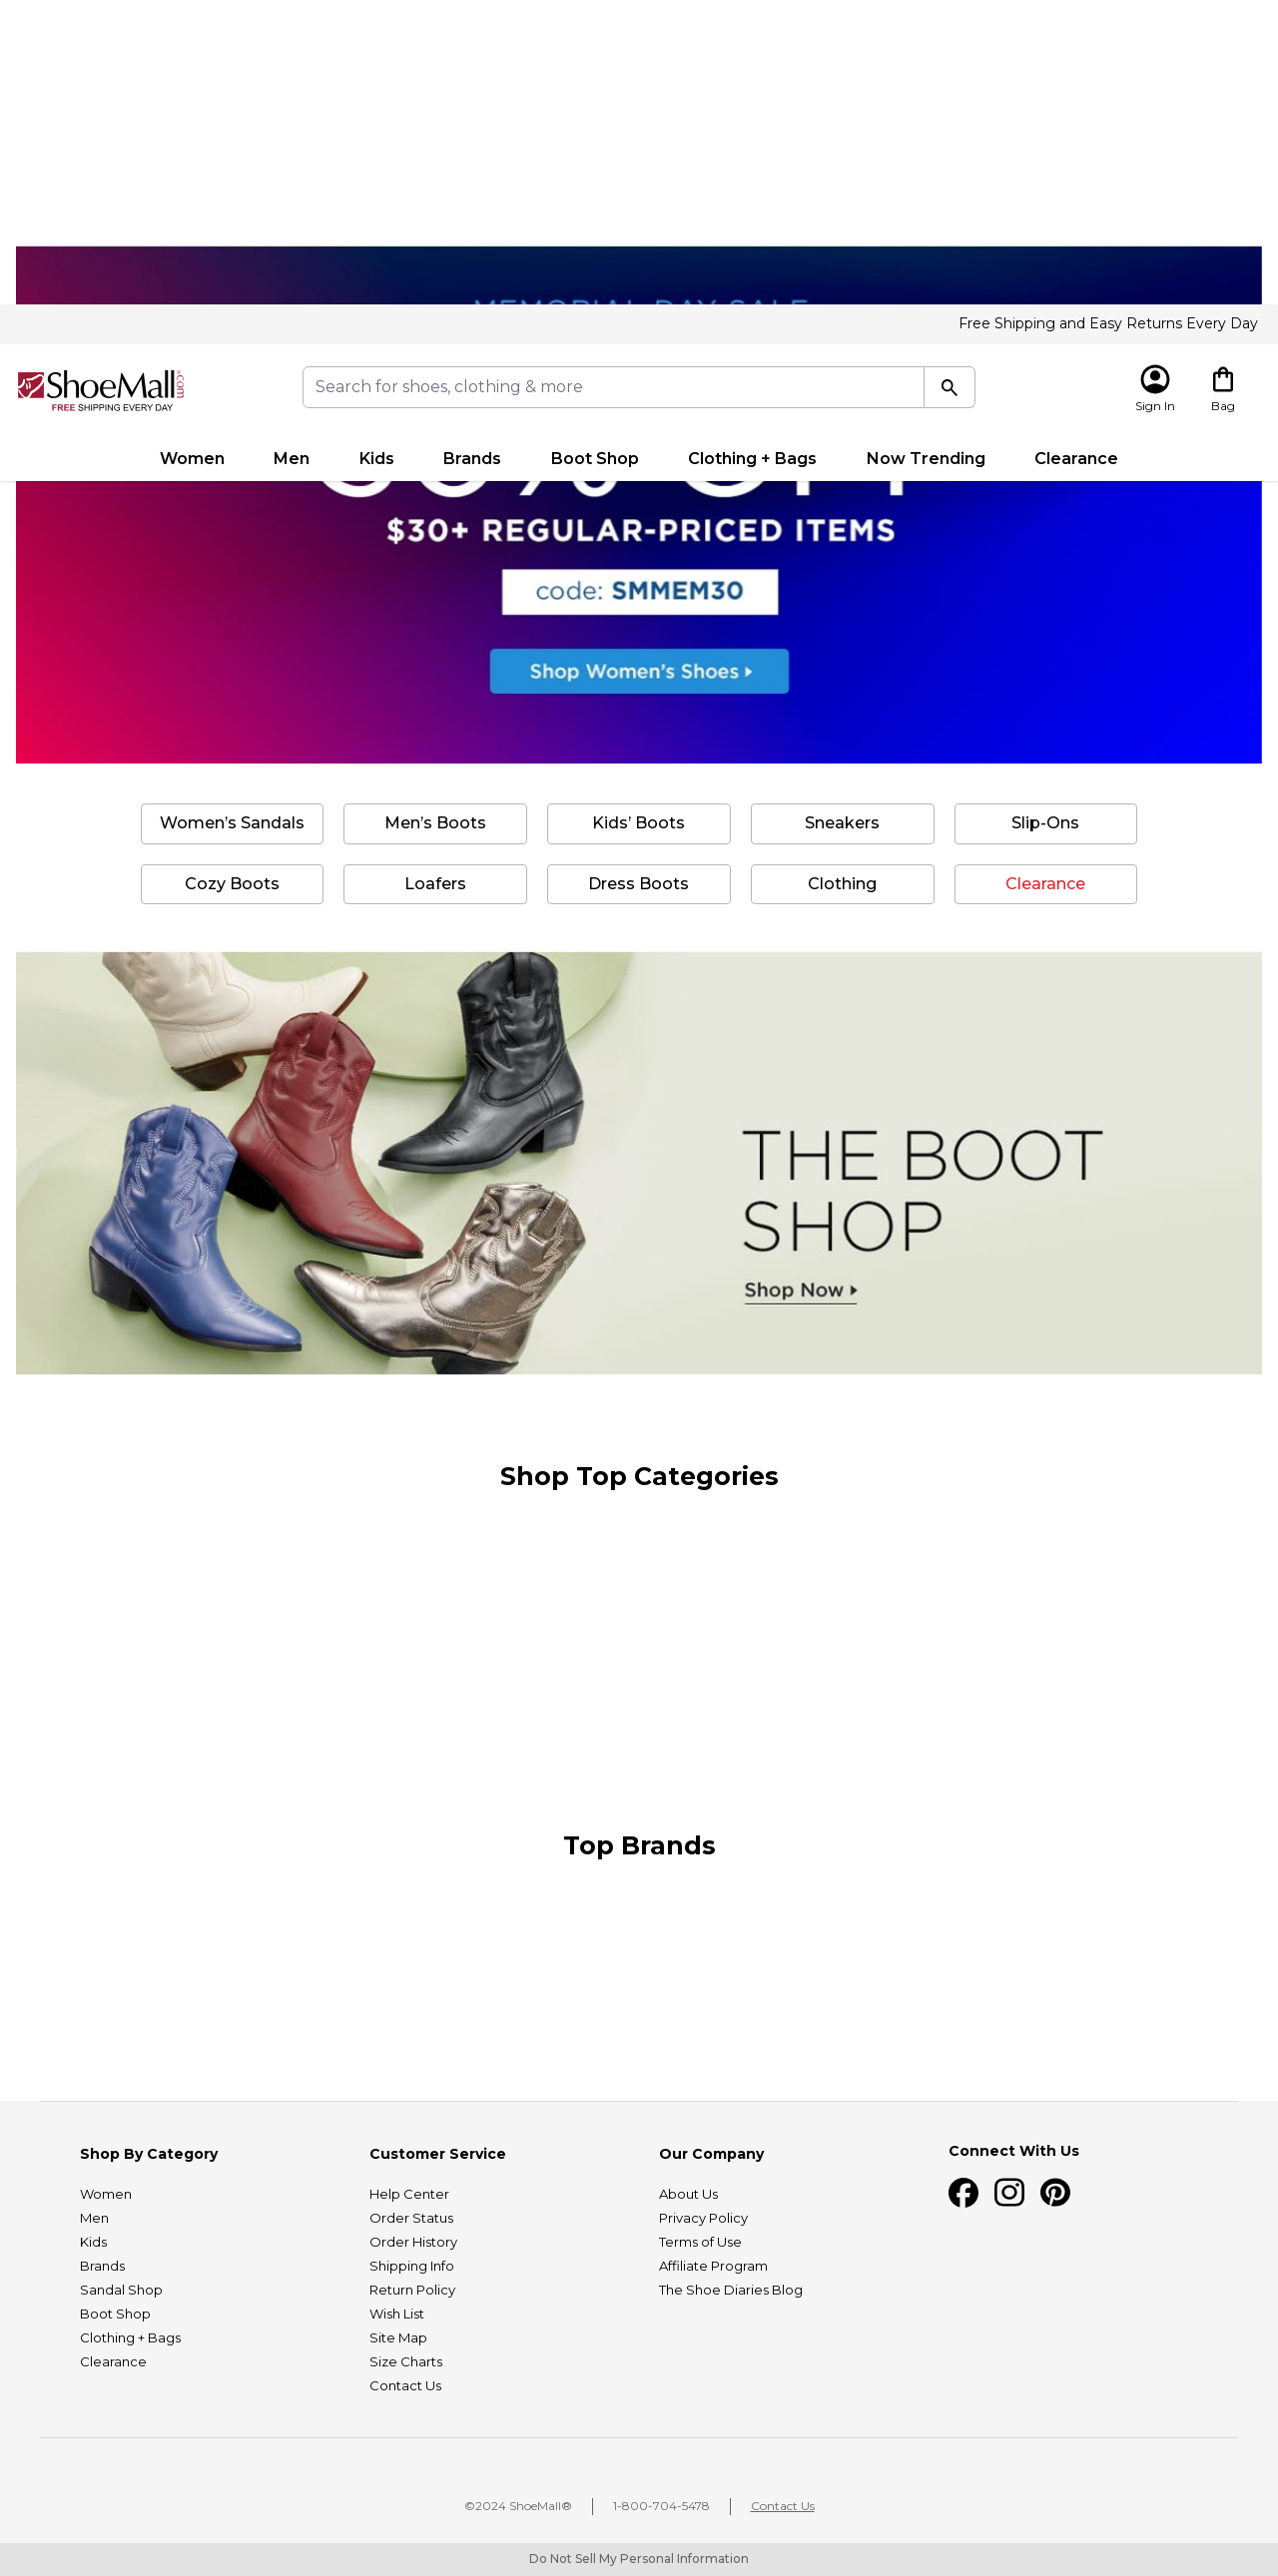 MEMORIAL DAY SALE
Free Shipping and Easy Returns Every Day
ShoeMall.com
FREE SHIPPING EVERY DAY
Search for shoes, clothing & more
Sign In
Bag
Women
Men
Kids
Brands
Boot Shop
Clothing + Bags
Now Trending
Clearance
$30+ REGULAR-PRICED ITEMS
code: SMMEM30
Shop Women's Shoes
Women's Sandals
Men's Boots
Kids' Boots
Sneakers
Slip-Ons
Cozy Boots
Loafers
Dress Boots
Clothing
Clearance
THE BOOT
SHOP
Shop Now
Shop Top Categories
Top Brands
Shop By Category
Women
Men
Kids
Brands
Sandal Shop
Boot Shop
Clothing + Bags
Clearance
Customer Service
Help Center
Order Status
Order History
Shipping Info
Return Policy
Wish List
Site Map
Size Charts
Contact Us
Our Company
About Us
Privacy Policy
Terms of Use
Affiliate Program
The Shoe Diaries Blog
Connect With Us
©2024 ShoeMall®
1-800-704-5478
Contact Us
Do Not Sell My Personal Information